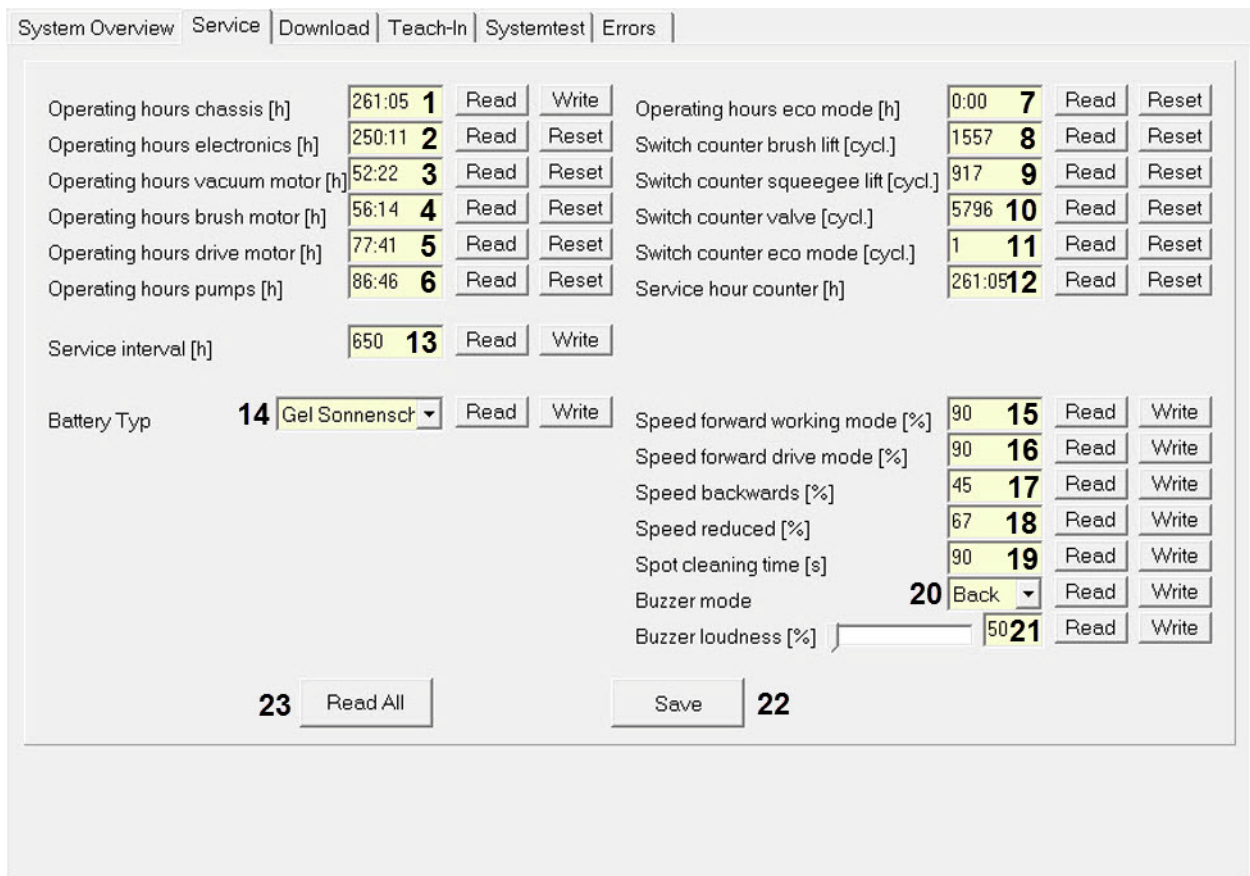 System Overview Service Download Teach-In Systemtest Errors
Operating hours chassis [h] 261:05 1 Read Write
Operating hours electronics [h] 250:11 2 Read Reset
Operating hours vacuum motor [h] 52:22 3 Read Reset
Operating hours brush motor [h] 56:14 4 Read Reset
Operating hours drive motor [h] 77:41 5 Read Reset
Operating hours pumps [h] 86:46 6 Read Reset
Service interval [h] 650 13 Read Write
Battery Typ 14 Gel Sonnensch Read Write
Operating hours eco mode [h] 0:00 7 Read Reset
Switch counter brush lift [cycl.] 1557 8 Read Reset
Switch counter squeegee lift [cycl.] 917 9 Read Reset
Switch counter valve [cycl.] 5796 10 Read Reset
Switch counter eco mode [cycl.] 1 11 Read Reset
Service hour counter [h] 261:05 12 Read Reset
Speed forward working mode [%] 90 15 Read Write
Speed forward drive mode [%] 90 16 Read Write
Speed backwards [%] 45 17 Read Write
Speed reduced [%] 67 18 Read Write
Spot cleaning time [s] 90 19 Read Write
Buzzer mode 20 Back Read Write
Buzzer loudness [%] 50 21 Read Write
23 Read All Save 22